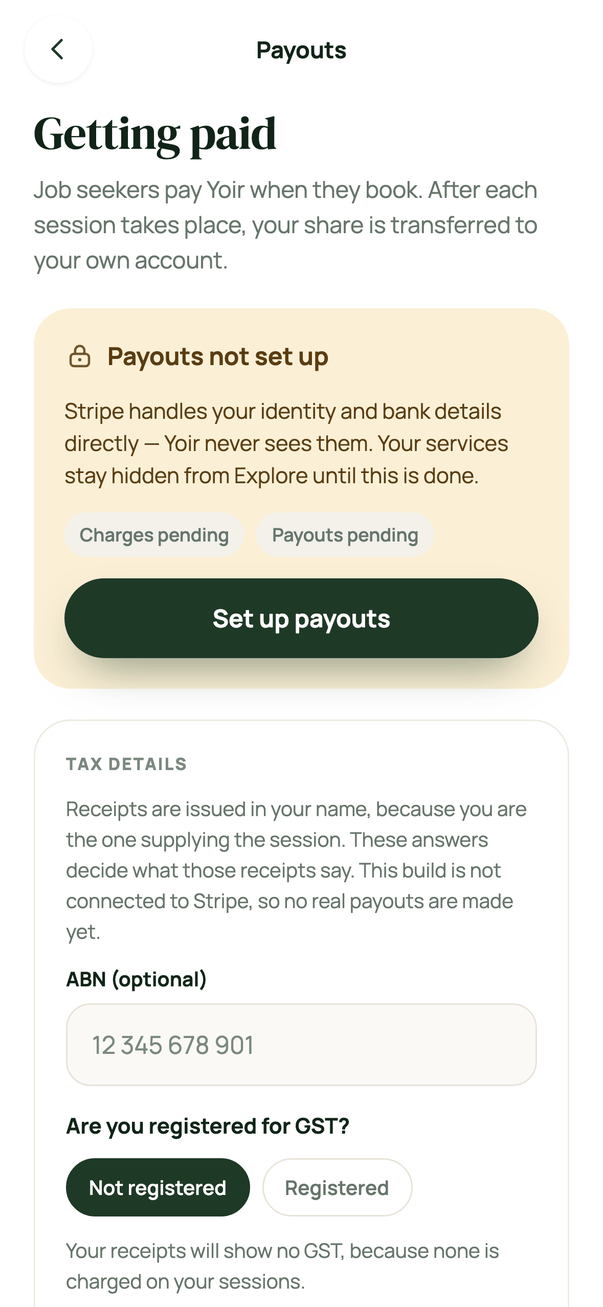 Payouts
Getting paid
Job seekers pay Yoir when they book. After each
session takes place, your share is transferred to
your own account.
Payouts not set up
Stripe handles your identity and bank details
directly — Yoir never sees them. Your services
stay hidden from Explore until this is done.
Charges pending
Payouts pending
Set up payouts
TAX DETAILS
Receipts are issued in your name, because you are
the one supplying the session. These answers
decide what those receipts say. This build is not
connected to Stripe, so no real payouts are made
yet.
ABN (optional)
12 345 678 901
Are you registered for GST?
Not registered
Registered
Your receipts will show no GST, because none is
charged on your sessions.